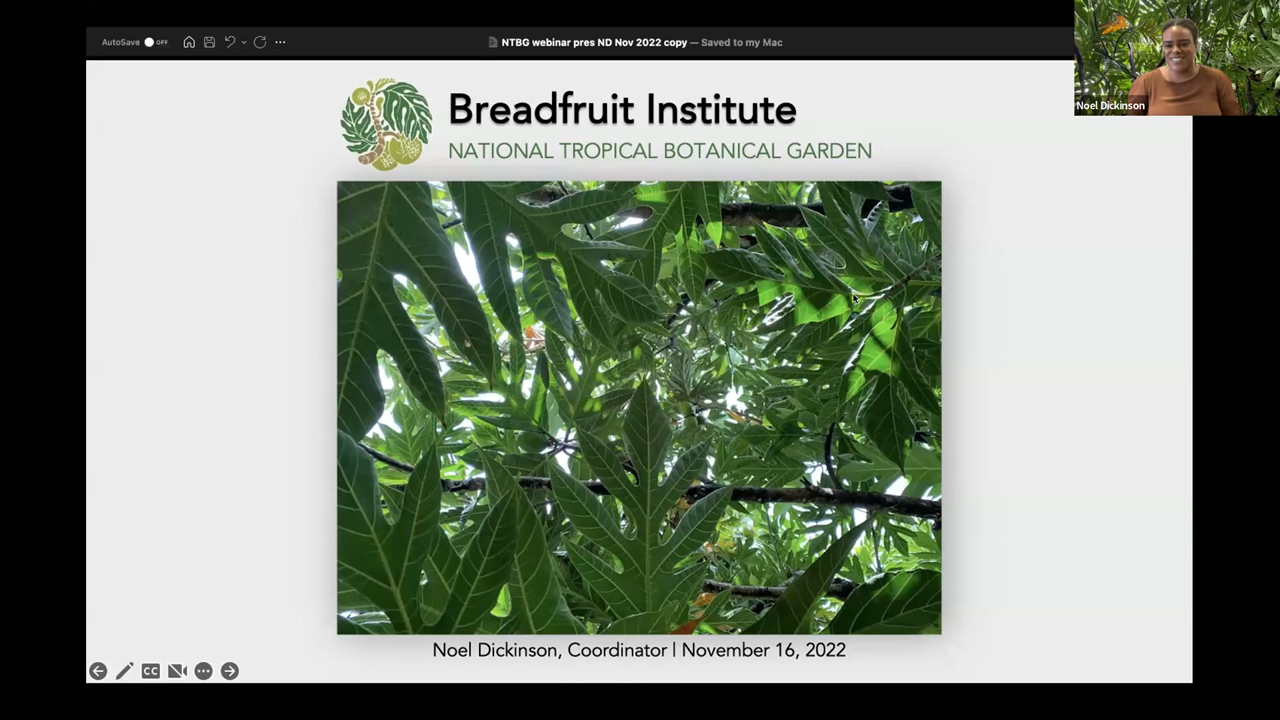 AutoSave OFF
NTBG webinar pres ND Nov 2022 copy — Saved to my Mac
Noel Dickinson
Breadfruit Institute
NATIONAL TROPICAL BOTANICAL GARDEN
Noel Dickinson, Coordinator | November 16, 2022
CC